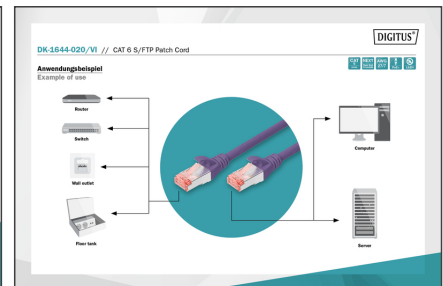 DIGITUS®
DK-1644-020/VI // CAT 6 S/FTP Patch Cord
Anwendungsbeispiel
Example of use
Router
Switch
Wall outlet
Floor tank
Computer
Server